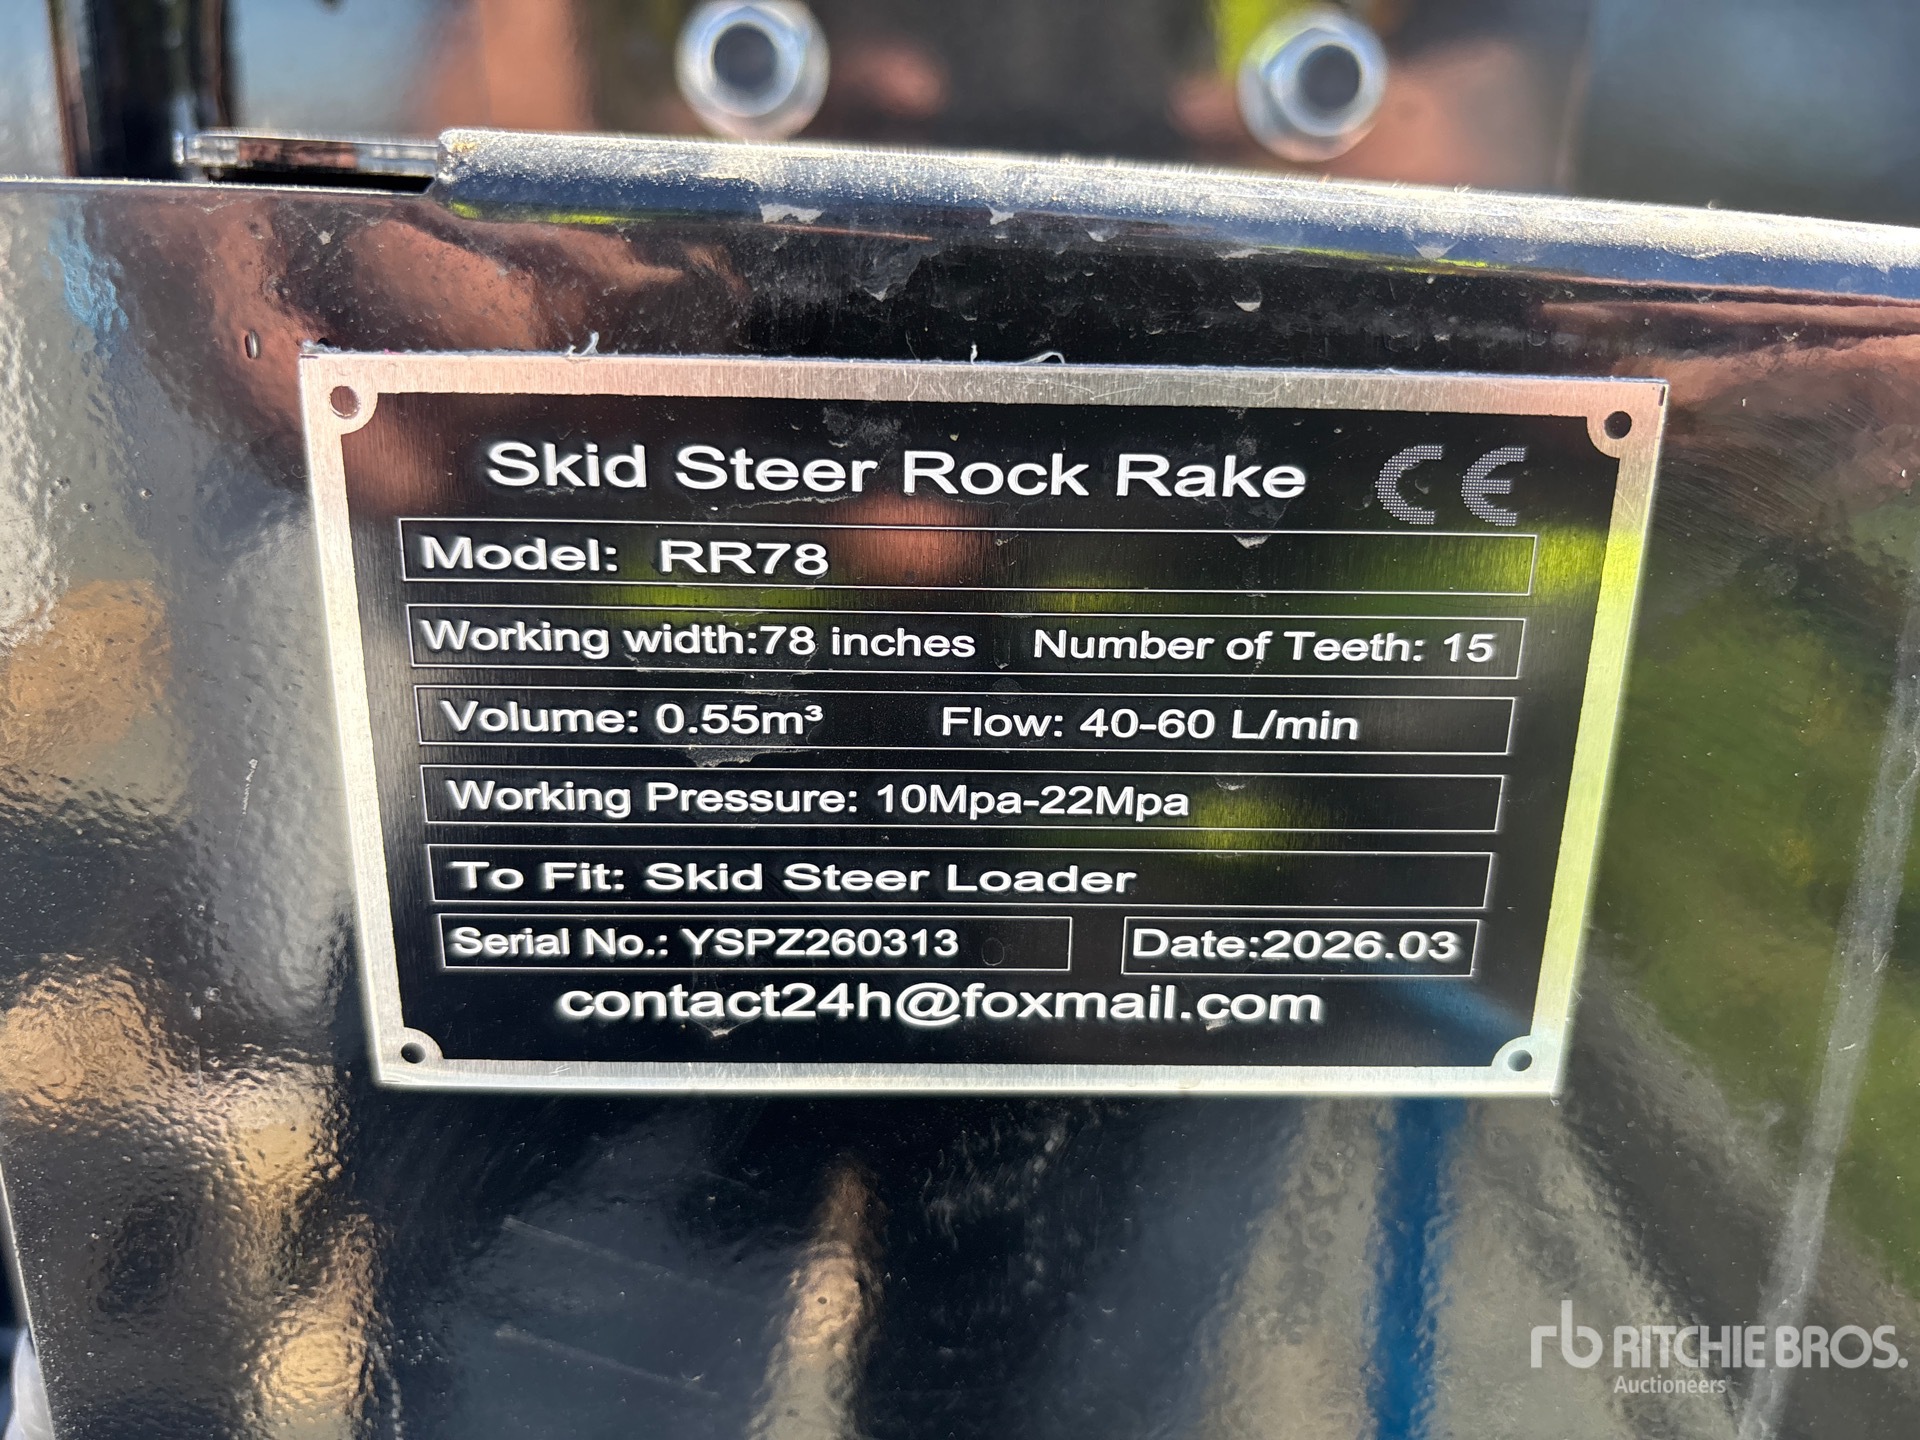 Skid Steer Rock Rake CE
Model: RR78
Working width:78 inches Number of Teeth: 15
Volume: 0.55m³ Flow: 40-60 L/min
Working Pressure: 10Mpa-22Mpa
To Fit: Skid Steer Loader
Serial No.: YSPZ260313 Date:2026.03
contact24h@foxmail.com
rb RITCHIE BROS.
Auctioneers